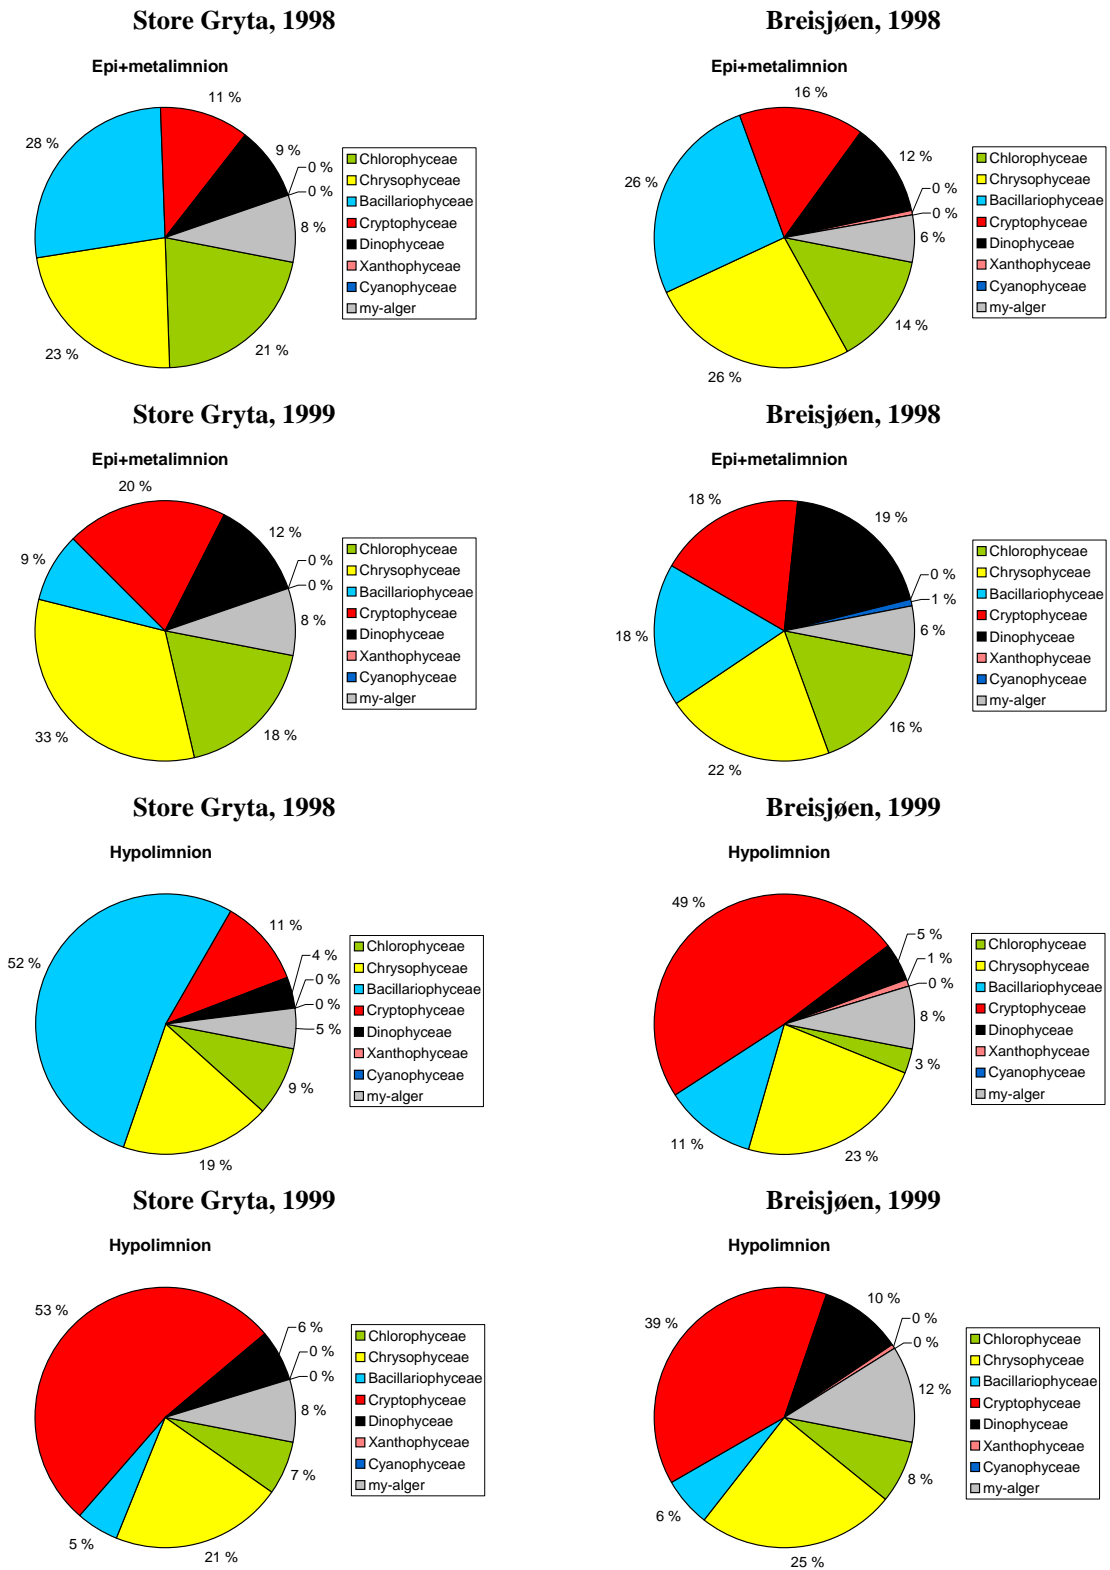 Store Gryta, 1998
Epi+metalimnion
11 %
28 %
9 %
0 %
0 %
8 %
21 %
23 %
Chlorophyceae
Chrysophyceae
Bacillariophyceae
Cryptophyceae
Dinophyceae
Xanthophyceae
Cyanophyceae
my-alger
Breisjøen, 1998
Epi+metalimnion
16 %
12 %
26 %
0 %
0 %
6 %
14 %
26 %
Chlorophyceae
Chrysophyceae
Bacillariophyceae
Cryptophyceae
Dinophyceae
Xanthophyceae
Cyanophyceae
my-alger
Store Gryta, 1999
Epi+metalimnion
20 %
12 %
9 %
0 %
0 %
8 %
18 %
33 %
Chlorophyceae
Chrysophyceae
Bacillariophyceae
Cryptophyceae
Dinophyceae
Xanthophyceae
Cyanophyceae
my-alger
Breisjøen, 1998
Epi+metalimnion
18 %
19 %
0 %
1 %
18 %
6 %
16 %
22 %
Chlorophyceae
Chrysophyceae
Bacillariophyceae
Cryptophyceae
Dinophyceae
Xanthophyceae
Cyanophyceae
my-alger
Store Gryta, 1998
Hypolimnion
11 %
52 %
4 %
0 %
0 %
5 %
9 %
19 %
Chlorophyceae
Chrysophyceae
Bacillariophyceae
Cryptophyceae
Dinophyceae
Xanthophyceae
Cyanophyceae
my-alger
Breisjøen, 1999
Hypolimnion
49 %
5 %
1 %
0 %
8 %
3 %
11 %
23 %
Chlorophyceae
Chrysophyceae
Bacillariophyceae
Cryptophyceae
Dinophyceae
Xanthophyceae
Cyanophyceae
my-alger
Store Gryta, 1999
Hypolimnion
53 %
6 %
0 %
0 %
8 %
7 %
5 %
21 %
Chlorophyceae
Chrysophyceae
Bacillariophyceae
Cryptophyceae
Dinophyceae
Xanthophyceae
Cyanophyceae
my-alger
Breisjøen, 1999
Hypolimnion
10 %
39 %
0 %
0 %
12 %
8 %
6 %
25 %
Chlorophyceae
Chrysophyceae
Bacillariophyceae
Cryptophyceae
Dinophyceae
Xanthophyceae
Cyanophyceae
my-alger